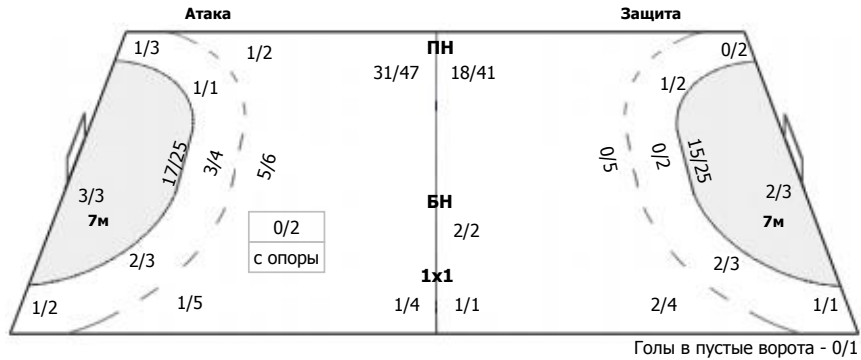 Атака Защита
1/3 1/2 ПН 0/2
31/47 18/41
1/1 1/2
17/25 3/4 5/6 0/5 0/2 15/25
3/3 2/3
7м 7м
БН
0/2 2/2
с опоры
2/3 2/3
1х1
1/2 1/5 1/4 1/1 2/4 1/1
Голы в пустые ворота - 0/1